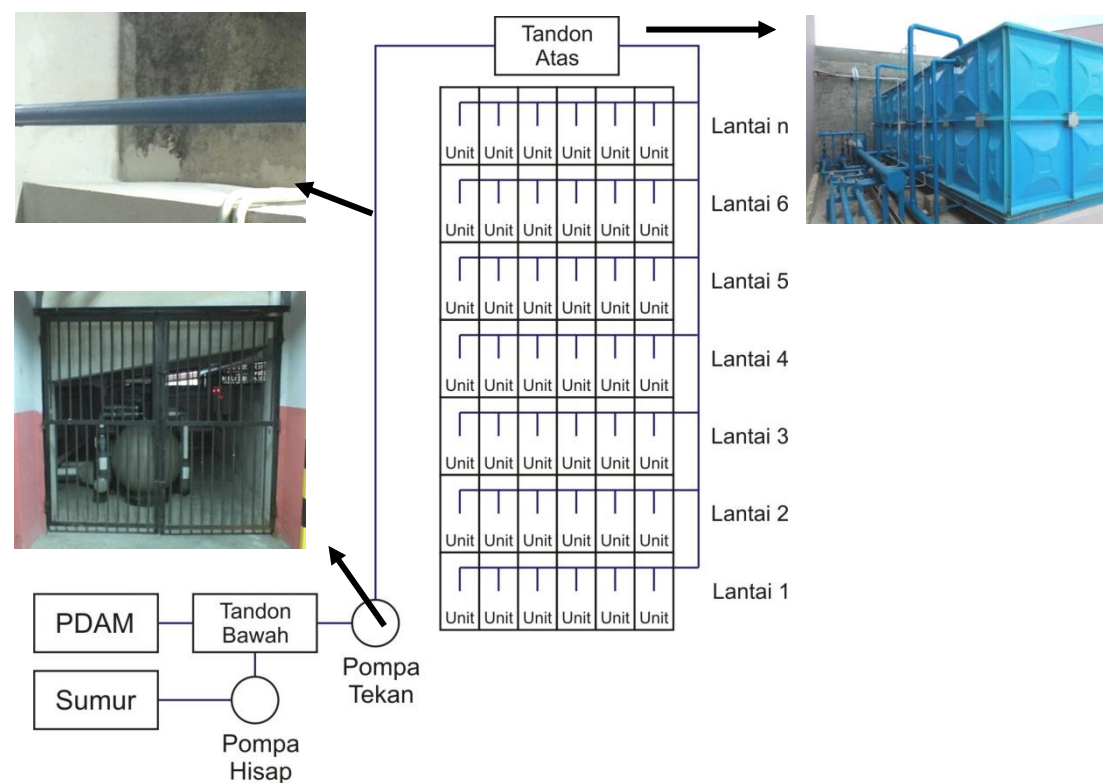 Tandon
Atas
Unit Unit Unit Unit Unit Unit
Lantai n
Unit Unit Unit Unit Unit Unit
Lantai 6
Unit Unit Unit Unit Unit Unit
Lantai 5
Unit Unit Unit Unit Unit Unit
Lantai 4
Unit Unit Unit Unit Unit Unit
Lantai 3
Unit Unit Unit Unit Unit Unit
Lantai 2
Unit Unit Unit Unit Unit Unit
Lantai 1
PDAM
Tandon
Bawah
Pompa
Tekan
Sumur
Pompa
Hisap